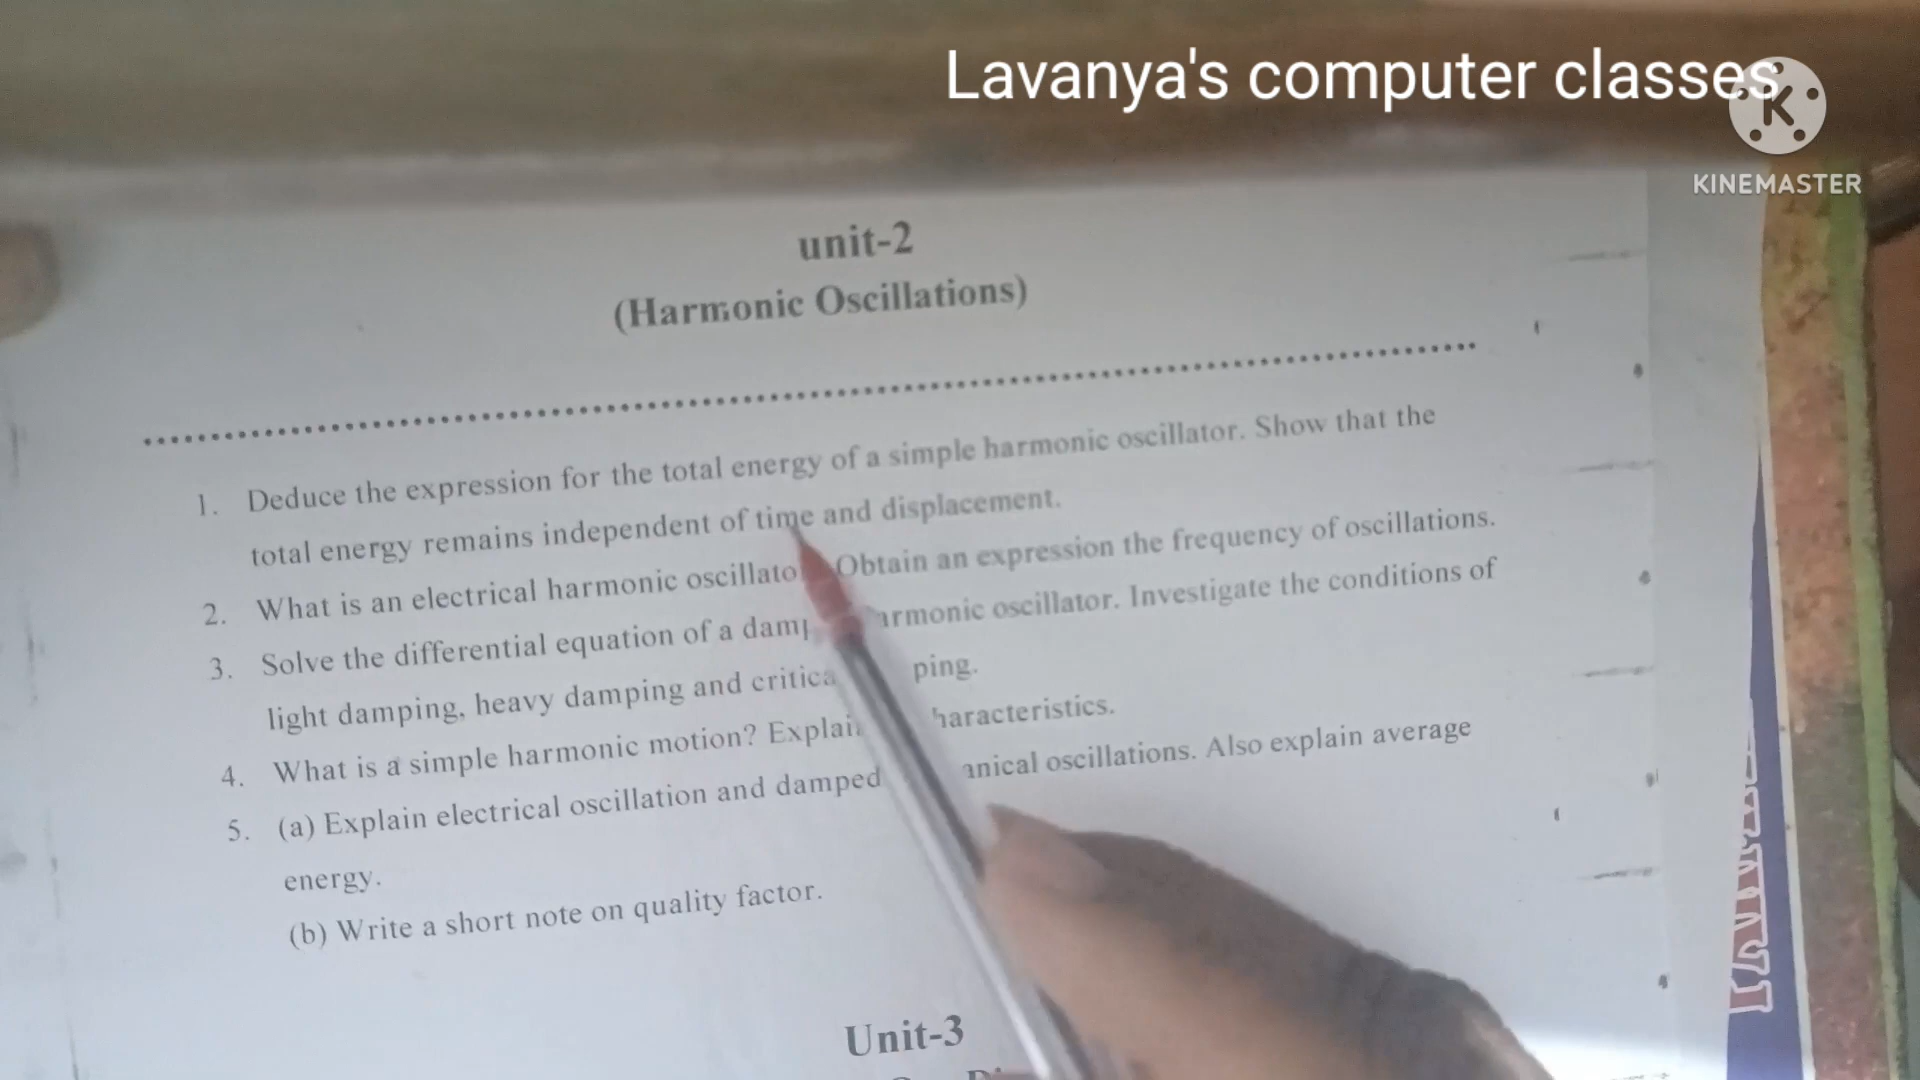 Lavanya's computer classes
K
KINEMASTER
unit-2
(Harmonic Oscillations)
1. Deduce the expression for the total energy of a simple harmonic oscillator. Show that the
total energy remains independent of time and displacement.
2. What is an electrical harmonic oscillato Obtain an expression the frequency of oscillations.
3. Solve the differential equation of a damp armonic oscillator. Investigate the conditions of
light damping, heavy damping and critica ping.
4. What is a simple harmonic motion? Explai haracteristics.
5. (a) Explain electrical oscillation and damped anical oscillations. Also explain average
energy.
(b) Write a short note on quality factor.
Unit-3